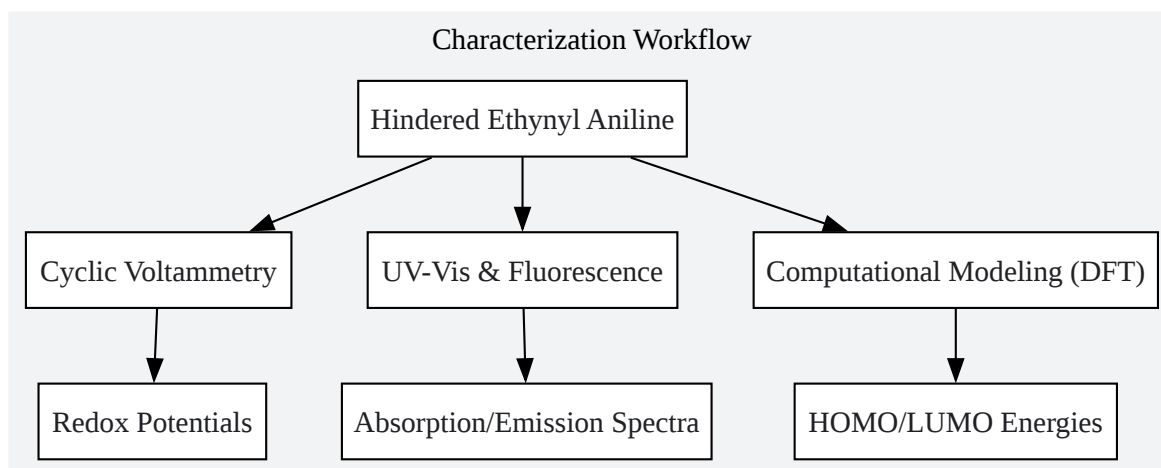 Characterization Workflow
Hindered Ethynyl Aniline
Cyclic Voltammetry
UV-Vis & Fluorescence
Computational Modeling (DFT)
Redox Potentials
Absorption/Emission Spectra
HOMO/LUMO Energies